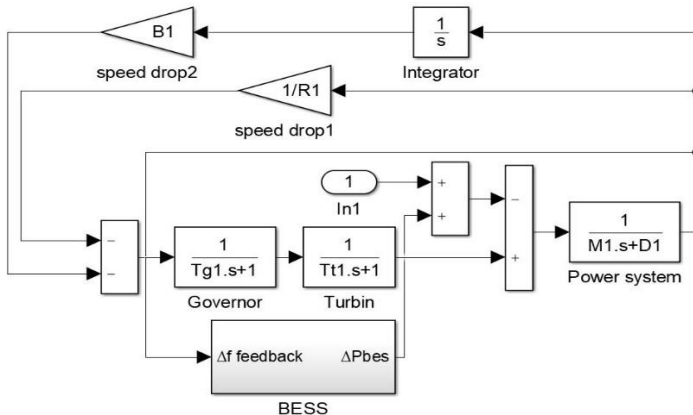 B1
speed drop2
1
s
Integrator
1/R1
speed drop1
1
In1
+
+
−
+
1
M1.s+D1
Power system
−
−
1
Tg1.s+1
Governor
1
Tt1.s+1
Turbin
Δf feedback
ΔPbes
BESS